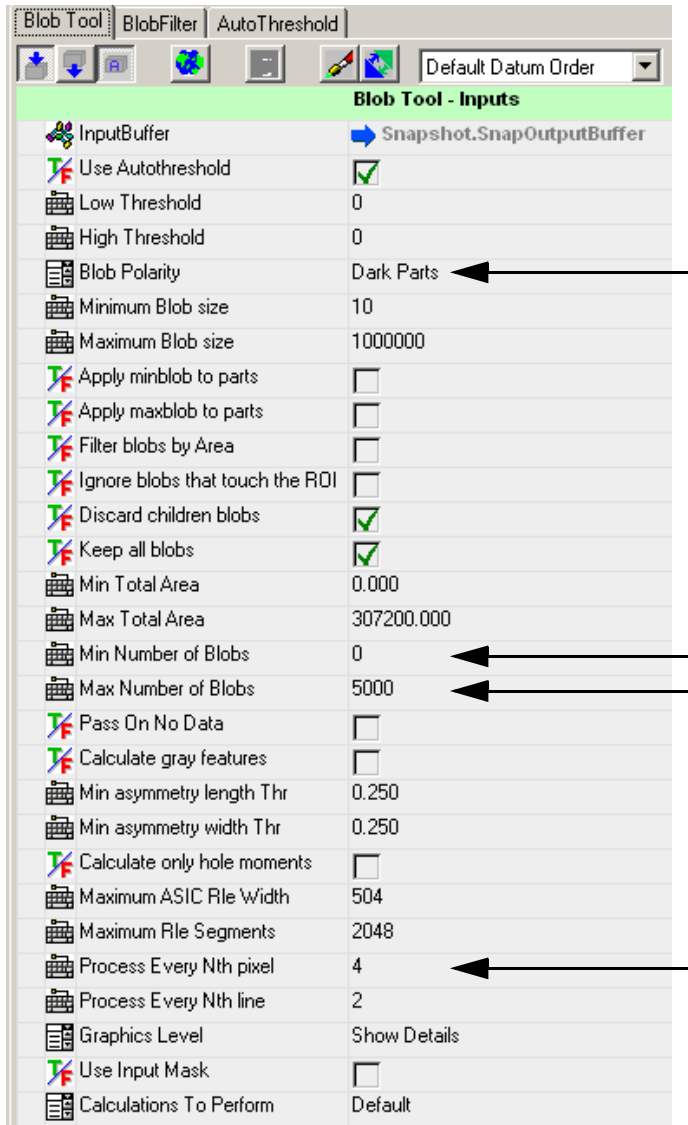 Blob Tool BlobFilter AutoThreshold
A Default Datum Order
Blob Tool - Inputs
InputBuffer Snapshot.SnapOutputBuffer
T/F Use Autothreshold
Low Threshold 0
High Threshold 0
Blob Polarity Dark Parts
Minimum Blob size 10
Maximum Blob size 1000000
T/F Apply minblob to parts
T/F Apply maxblob to parts
T/F Filter blobs by Area
T/F Ignore blobs that touch the ROI
T/F Discard children blobs
T/F Keep all blobs
Min Total Area 0.000
Max Total Area 307200.000
Min Number of Blobs 0
Max Number of Blobs 5000
T/F Pass On No Data
T/F Calculate gray features
Min asymmetry length Thr 0.250
Min asymmetry width Thr 0.250
T/F Calculate only hole moments
Maximum ASIC Rle Width 504
Maximum Rle Segments 2048
Process Every Nth pixel 4
Process Every Nth line 2
Graphics Level Show Details
T/F Use Input Mask
Calculations To Perform Default